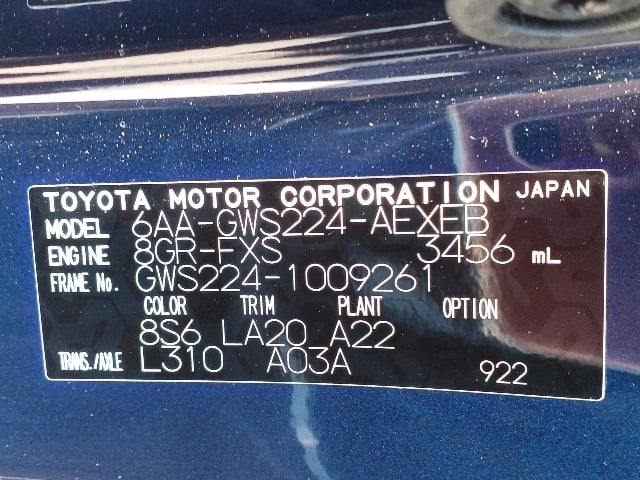 TOYOTA MOTOR CORPORATION JAPAN
MODEL 6AA-GWS224-AEXEB
ENGINE 8GR-FXS 3456 mL
FRAME No. GWS224-1009261
COLOR TRIM PLANT OPTION
8S6 LA20 A22
TRANS./AXLE L310 A03A 922